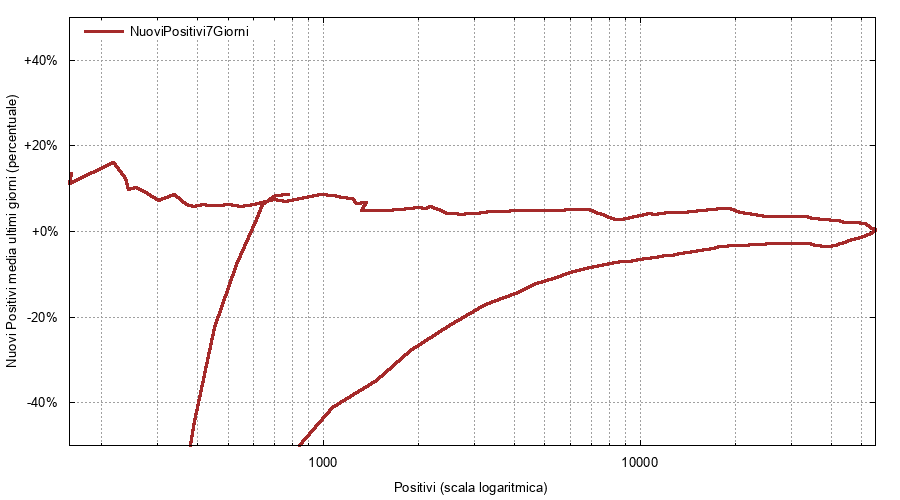 NuoviPositivi7Giorni
+40%
+20%
+0%
-20%
-40%
Nuovi Positivi media ultimi giorni (percentuale)
1000
10000
Positivi (scala logaritmica)